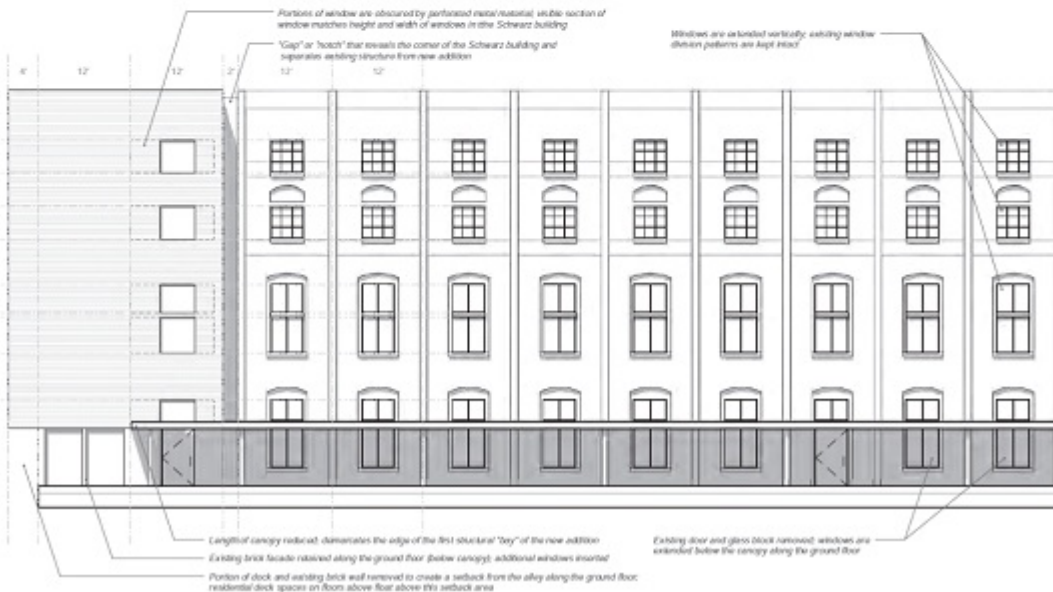 Portions of window are obscured by perforated metal material; visible section of
window matches height and width of windows in the Schwarz building
"Gap" or "notch" that reveals the corner of the Schwarz building and
separates existing structure from new addition
Windows are extended vertically; existing window
division patterns are kept intact
12' 12' 2' 12' 12'
Length of canopy reduced; demarcates the edge of the first structural "bay" of the new addition
Existing brick facade retained along the ground floor (below canopy); additional windows inserted
Portion of dock and existing brick wall removed to create a setback from the alley along the ground floor;
residential deck spaces on floors above float above this setback area
Existing door and glass block removed; windows are
extended below the canopy along the ground floor